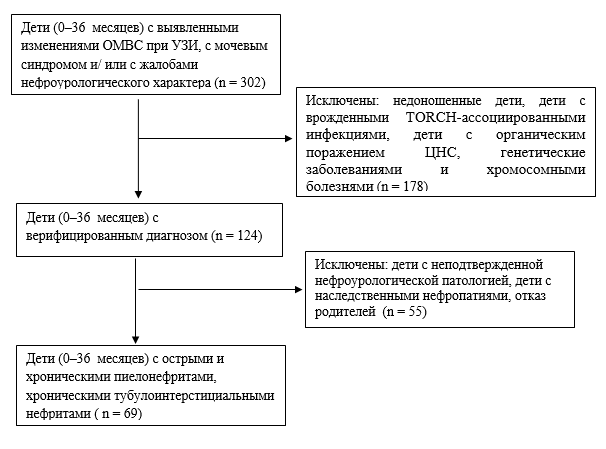 Дети (0–36 месяцев) с выявленными
изменениями ОМВС при УЗИ, с мочевым
синдромом и/ или с жалобами
нефроурологического характера (n = 302)
Исключены: недоношенные дети, дети с
врожденными TORCH-ассоциированными
инфекциями, дети с органическим
поражением ЦНС, генетические
заболеваниями и хромосомными
болезнями (n = 178)
Дети (0–36 месяцев) с
верифицированным диагнозом (n = 124)
Исключены: дети с неподтвержденной
нефроурологической патологией, дети с
наследственными нефропатиями, отказ
родителей (n = 55)
Дети (0–36 месяцев) с острыми и
хроническими пиелонефритами,
хроническими тубулоинтерстициальными
нефритами ( n = 69)